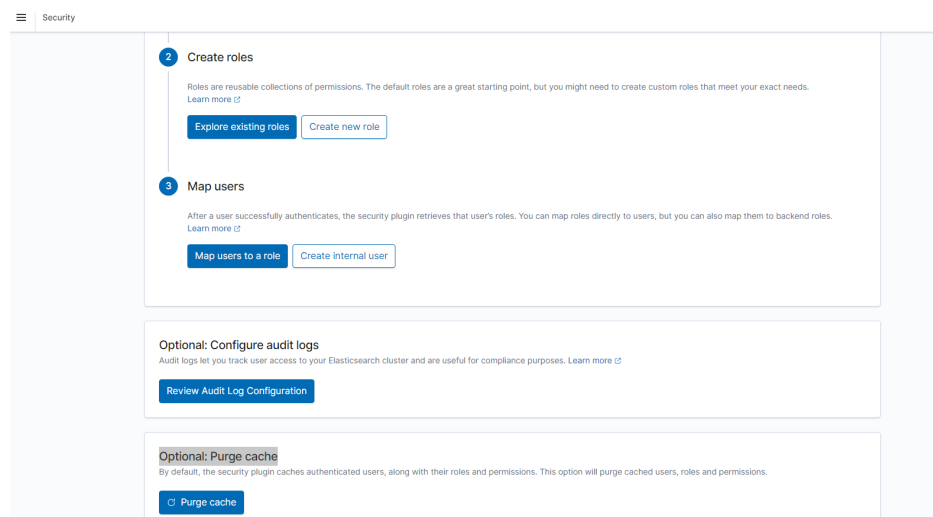 Security
2
Create roles
Roles are reusable collections of permissions. The default roles are a great starting point, but you might need to create custom roles that meet your exact needs.
Learn more
Explore existing roles
Create new role
3
Map users
After a user successfully authenticates, the security plugin retrieves that user's roles. You can map roles directly to users, but you can also map them to backend roles.
Learn more
Map users to a role
Create internal user
Optional: Configure audit logs
Audit logs let you track user access to your Elasticsearch cluster and are useful for compliance purposes. Learn more
Review Audit Log Configuration
Optional: Purge cache
By default, the security plugin caches authenticated users, along with their roles and permissions. This option will purge cached users, roles and permissions.
Purge cache